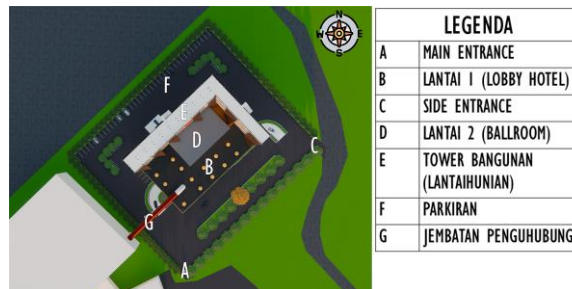 N
W E
S
F
E
D
B
C
G
A
LEGENDA
A MAIN ENTRANCE
B LANTAI 1 (LOBBY HOTEL)
C SIDE ENTRANCE
D LANTAI 2 (BALLROOM)
E TOWER BANGUNAN
(LANTAIHUNIAN)
F PARKIRAN
G JEMBATAN PENGUHUBUNG